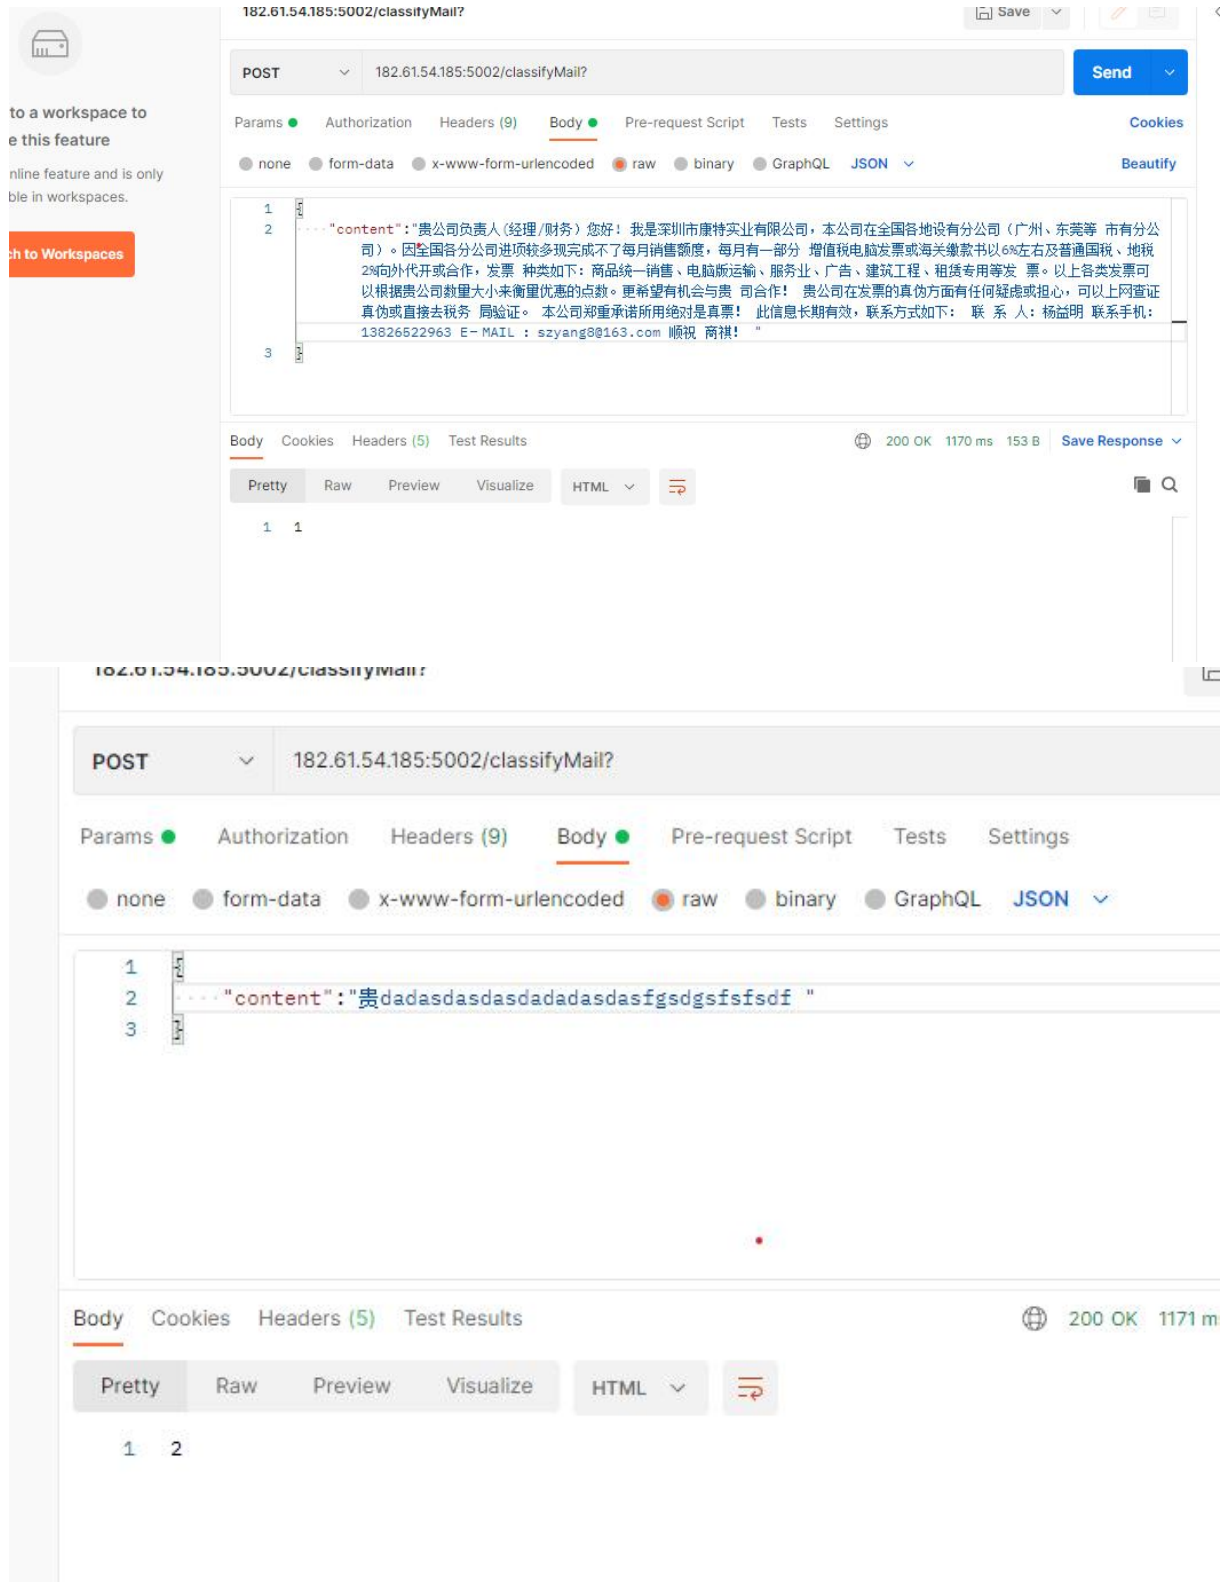 182.61.54.185:5002/classifyMail?
Save
POST
182.61.54.185:5002/classifyMail?
Send
to a workspace to
e this feature
nline feature and is only
ble in workspaces.
ch to Workspaces
Params
Authorization
Headers (9)
Body
Pre-request Script
Tests
Settings
Cookies
none
form-data
x-www-form-urlencoded
raw
binary
GraphQL
JSON
Beautify
1 {
2 "content":"贵公司负责人(经理/财务)您好! 我是深圳市康特实业有限公司，本公司在全国各地设有分公司（广州、东莞等 市有分公
司）。因全国各分公司进项较多现完成不了每月销售额度，每月有一部分 增值税电脑发票或海关缴款书以6%左右及普通国税、地税
2%向外代开或合作，发票 种类如下：商品统一销售、电脑版运输、服务业、广告、建筑工程、租赁专用等发 票。以上各类发票可
以根据贵公司数量大小来衡量优惠的点数。更希望有机会与贵 司合作! 贵公司在发票的真伪方面有任何疑虑或担心，可以上网查证
真伪或直接去税务 局验证。 本公司郑重承诺所用绝对是真票! 此信息长期有效，联系方式如下： 联 系 人：杨益明 联系手机：
13826522963 E-MAIL : szyang8@163.com 顺祝 商祺! "
3 }
Body
Cookies
Headers (5)
Test Results
200 OK
1170 ms
153 B
Save Response
Pretty
Raw
Preview
Visualize
HTML
1 1
182.61.54.185:5002/classifyMail?
POST
182.61.54.185:5002/classifyMail?
Params
Authorization
Headers (9)
Body
Pre-request Script
Tests
Settings
none
form-data
x-www-form-urlencoded
raw
binary
GraphQL
JSON
1 {
2 "content":"贵dadasdasdasdadadasdasfgsdgsfsfsdf "
3 }
Body
Cookies
Headers (5)
Test Results
200 OK
1171 m
Pretty
Raw
Preview
Visualize
HTML
1 2